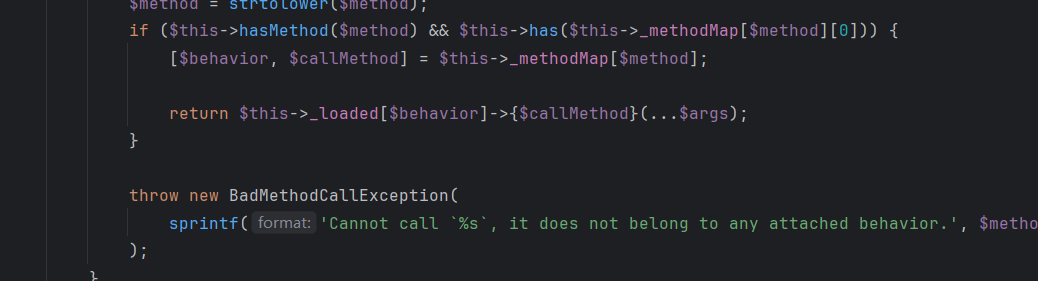 $method = strtolower($method);
if ($this->hasMethod($method) && $this->has($this->_methodMap[$method][0])) {
[$behavior, $callMethod] = $this->_methodMap[$method];
return $this->_loaded[$behavior]->{$callMethod}(...$args);
}
throw new BadMethodCallException(
sprintf( format: 'Cannot call `%s`, it does not belong to any attached behavior.', $metho
);
}